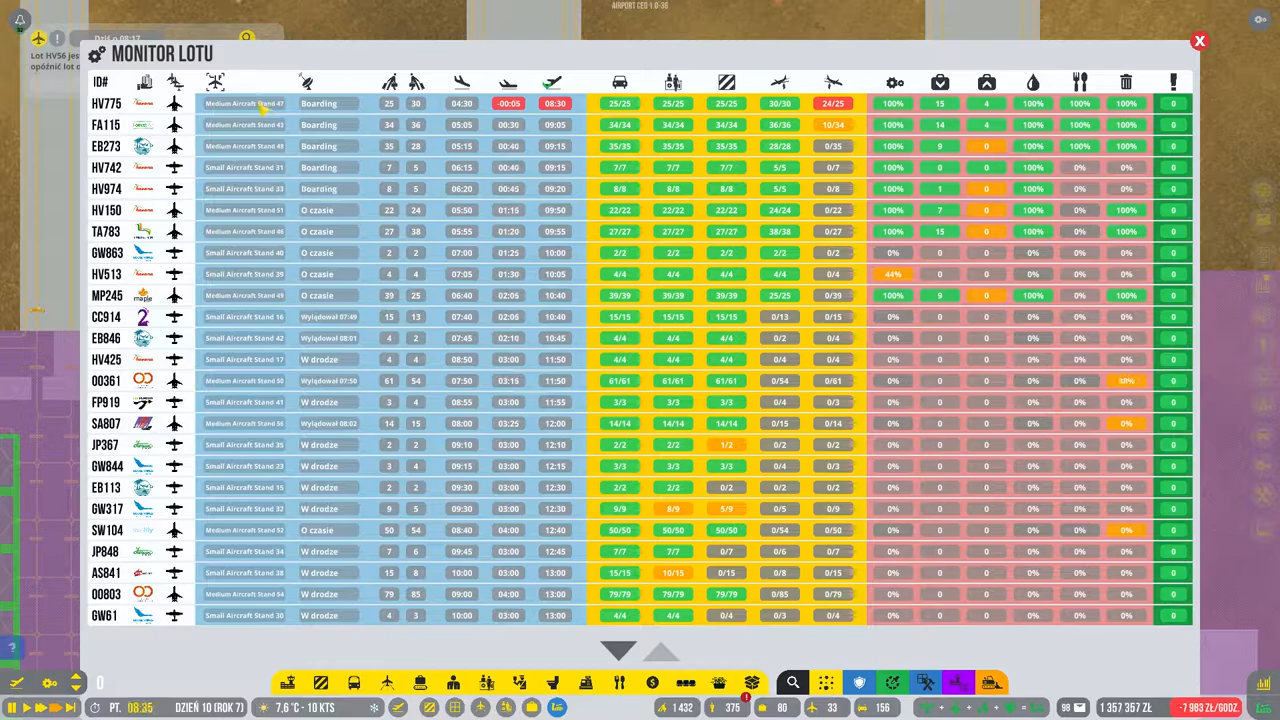 AIRPORT CEO 1.0-36
Dziś o 08:17
Lot HV56 jes
opóźnić lot o
MONITOR LOTU
ID#
HV775 Medium Aircraft Stand 47 Boarding 25 30 04:30 -00:05 08:30 25/25 25/25 25/25 30/30 24/25 100% 15 4 100% 100% 100% 0
FA115 Medium Aircraft Stand 43 Boarding 34 36 05:05 00:30 09:05 34/34 34/34 34/34 36/36 10/34 100% 14 4 100% 100% 100% 0
EB273 Medium Aircraft Stand 49 Boarding 35 28 05:15 00:40 09:15 35/35 35/35 35/35 28/28 0/35 100% 9 0 100% 100% 100% 0
HV742 Small Aircraft Stand 31 Boarding 7 5 06:15 00:40 09:15 7/7 7/7 7/7 5/5 0/7 100% 0 0 100% 0% 0% 0
HV974 Small Aircraft Stand 33 Boarding 8 5 06:20 00:45 09:20 8/8 8/8 8/8 5/5 0/8 100% 1 0 100% 0% 0% 0
HV150 Medium Aircraft Stand 51 O czasie 22 24 05:50 01:15 09:50 22/22 22/22 22/22 24/24 0/22 100% 7 0 100% 0% 100% 0
TA783 Medium Aircraft Stand 46 O czasie 27 38 05:55 01:20 09:55 27/27 27/27 27/27 38/38 0/27 100% 15 0 100% 0% 100% 0
GW863 Small Aircraft Stand 40 O czasie 2 2 07:00 01:25 10:00 2/2 2/2 2/2 2/2 0/2 0% 0 0 0% 0% 0% 0
HV513 Small Aircraft Stand 39 O czasie 4 4 07:05 01:30 10:05 4/4 4/4 4/4 4/4 0/4 44% 0 0 0% 0% 0% 0
MP245 maple Medium Aircraft Stand 49 O czasie 39 25 06:40 02:05 10:40 39/39 39/39 39/39 25/25 0/39 100% 9 0 100% 0% 100% 0
CC914 Small Aircraft Stand 16 Wylądował 07:49 15 13 07:40 02:05 10:40 15/15 15/15 15/15 0/13 0/15 0% 0 0 0% 0% 0% 0
EB846 Small Aircraft Stand 42 Wylądował 08:01 4 2 07:45 02:10 10:45 4/4 4/4 4/4 0/2 0/4 0% 0 0 0% 0% 0% 0
HV425 Small Aircraft Stand 17 W drodze 4 4 08:50 03:00 11:50 4/4 4/4 4/4 0/4 0/4 0% 0 0 0% 0% 0% 0
OO361 Medium Aircraft Stand 50 Wylądował 07:50 61 54 07:50 03:15 11:50 61/61 61/61 61/61 0/54 0/61 0% 0 0 0% 0% 38% 0
FP919 Small Aircraft Stand 41 W drodze 3 4 08:55 03:00 11:55 3/3 3/3 3/3 0/4 0/3 0% 0 0 0% 0% 0% 0
SA807 Medium Aircraft Stand 56 Wylądował 08:02 14 15 08:00 03:25 12:00 14/14 14/14 14/14 0/15 0/14 0% 0 0 0% 0% 0% 0
JP367 Small Aircraft Stand 35 W drodze 2 2 09:10 03:00 12:10 2/2 2/2 1/2 0/2 0/2 0% 0 0 0% 0% 0% 0
GW844 Small Aircraft Stand 23 W drodze 3 4 09:15 03:00 12:15 3/3 3/3 3/3 0/4 0/3 0% 0 0 0% 0% 0% 0
EB113 Small Aircraft Stand 15 W drodze 2 2 09:30 03:00 12:30 2/2 2/2 0/2 0/2 0/2 0% 0 0 0% 0% 0% 0
GW317 Small Aircraft Stand 32 W drodze 9 5 09:30 03:00 12:30 9/9 8/9 5/9 0/5 0/9 0% 0 0 0% 0% 0% 0
SW104 Medium Aircraft Stand 52 O czasie 50 54 08:40 04:00 12:40 50/50 50/50 50/50 0/54 0/50 0% 0 0 0% 0% 0% 0
JP848 Small Aircraft Stand 34 W drodze 7 6 09:45 03:00 12:45 7/7 7/7 0/7 0/6 0/7 0% 0 0 0% 0% 0% 0
AS841 Small Aircraft Stand 38 W drodze 15 8 10:00 03:00 13:00 15/15 10/15 0/15 0/8 0/15 0% 0 0 0% 0% 0% 0
OO803 Medium Aircraft Stand 54 W drodze 79 85 09:00 04:00 13:00 79/79 79/79 79/79 0/85 0/79 0% 0 0 0% 0% 0% 0
GW61 Small Aircraft Stand 30 W drodze 4 3 10:00 03:00 13:00 4/4 4/4 0/4 0/3 0/4 0% 0 0 0% 0% 0% 0
0
PT. 08:35 DZIEŃ 10 (ROK 7) 7,6°C - 10 KTS 1 432 375 80 33 156 98 1 357 357 ZŁ -7 983 ZŁ/GODZ.